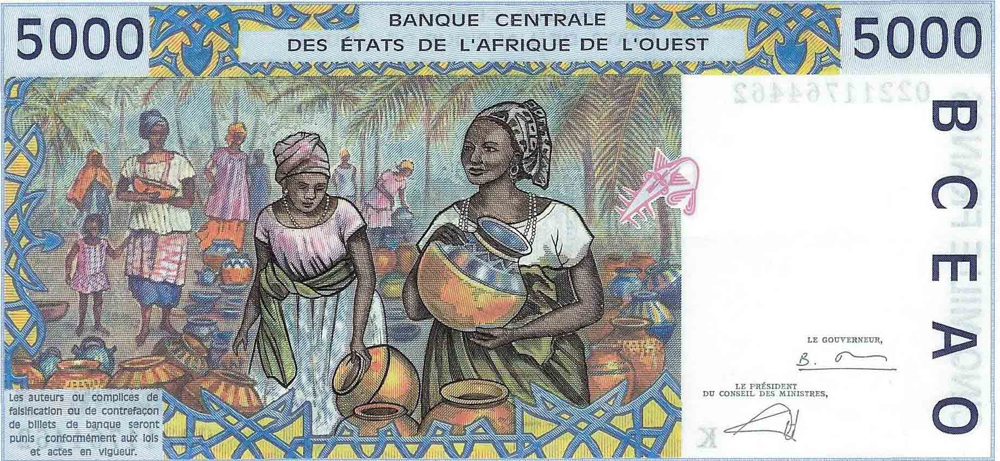 5000
BANQUE CENTRALE
DES ÉTATS DE L'AFRIQUE DE L'OUEST
5000
02211764462
BCEAO
LE GOUVERNEUR,
LE PRÉSIDENT
DU CONSEIL DES MINISTRES,
K
Les auteurs ou complices de
falsification ou de contrefaçon
de billets de banque seront
punis conformément aux lois
et actes en vigueur.